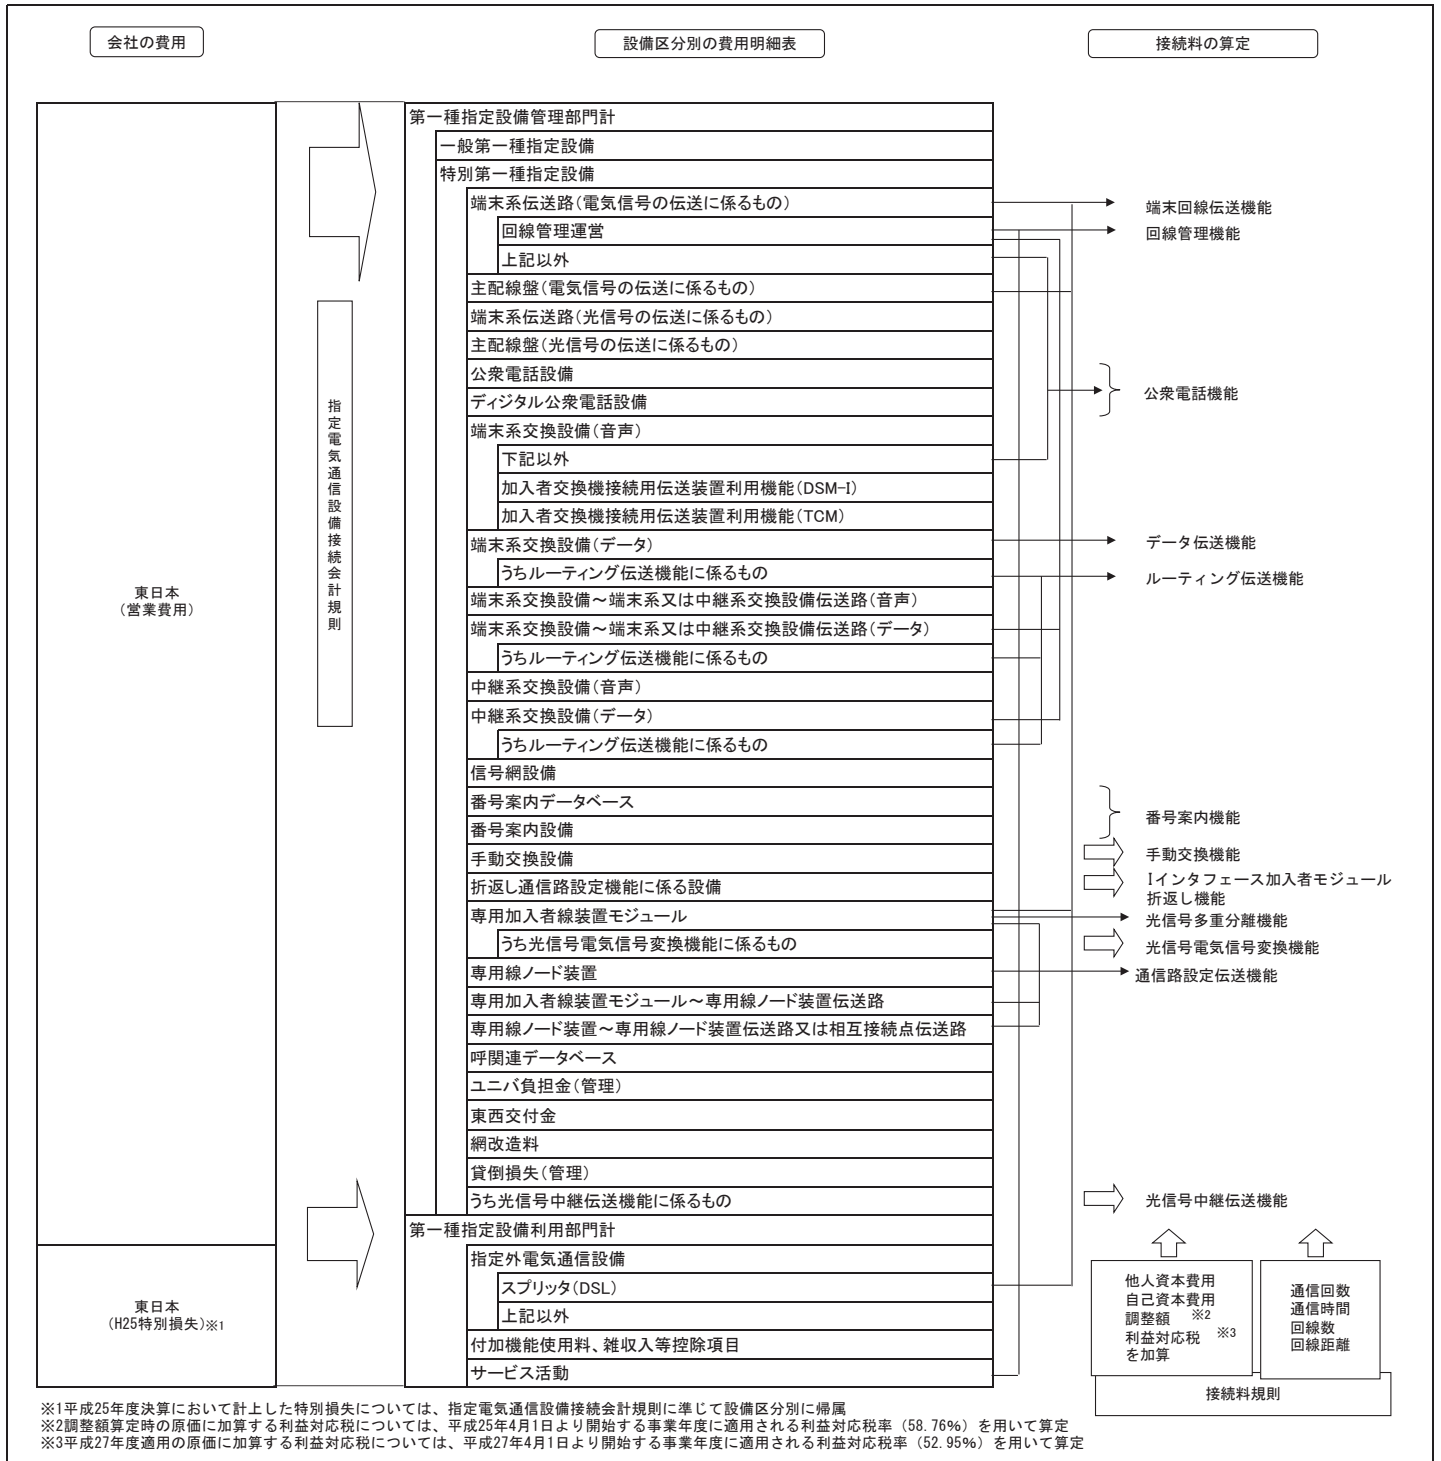 会社の費用
設備区分別の費用明細表
接続料の算定
東日本
(営業費用)
東日本
(H25特別損失)※1
指定電気通信設備接続会計規則
第一種指定設備管理部門計
一般第一種指定設備
特別第一種指定設備
端末系伝送路(電気信号の伝送に係るもの)
回線管理運営
上記以外
主配線盤(電気信号の伝送に係るもの)
端末系伝送路(光信号の伝送に係るもの)
主配線盤(光信号の伝送に係るもの)
公衆電話設備
ディジタル公衆電話設備
端末系交換設備(音声)
下記以外
加入者交換機接続用伝送装置利用機能(DSM-I)
加入者交換機接続用伝送装置利用機能(TCM)
端末系交換設備(データ)
うちルーティング伝送機能に係るもの
端末系交換設備～端末系又は中継系交換設備伝送路(音声)
端末系交換設備～端末系又は中継系交換設備伝送路(データ)
うちルーティング伝送機能に係るもの
中継系交換設備(音声)
中継系交換設備(データ)
うちルーティング伝送機能に係るもの
信号網設備
番号案内データベース
番号案内設備
手動交換設備
折返し通信路設定機能に係る設備
専用加入者線装置モジュール
うち光信号電気信号変換機能に係るもの
専用線ノード装置
専用加入者線装置モジュール～専用線ノード装置伝送路
専用線ノード装置～専用線ノード装置伝送路又は相互接続点伝送路
呼関連データベース
ユニバ負担金(管理)
東西交付金
網改造料
貸倒損失(管理)
うち光信号中継伝送機能に係るもの
第一種指定設備利用部門計
指定外電気通信設備
スプリッタ(DSL)
上記以外
付加機能使用料、雑収入等控除項目
サービス活動
端末回線伝送機能
回線管理機能
公衆電話機能
データ伝送機能
ルーティング伝送機能
番号案内機能
手動交換機能
Iインタフェース加入者モジュール
折返し機能
光信号多重分離機能
光信号電気信号変換機能
通信路設定伝送機能
光信号中継伝送機能
他人資本費用
自己資本費用
調整額 ※2
利益対応税 ※3
を加算
通信回数
通信時間
回線数
回線距離
接続料規則
※1平成25年度決算において計上した特別損失については、指定電気通信設備接続会計規則に準じて設備区分別に帰属
※2調整額算定時の原価に加算する利益対応税については、平成25年4月1日より開始する事業年度に適用される利益対応税率（58.76%）を用いて算定
※3平成27年度適用の原価に加算する利益対応税については、平成27年4月1日より開始する事業年度に適用される利益対応税率（52.95%）を用いて算定